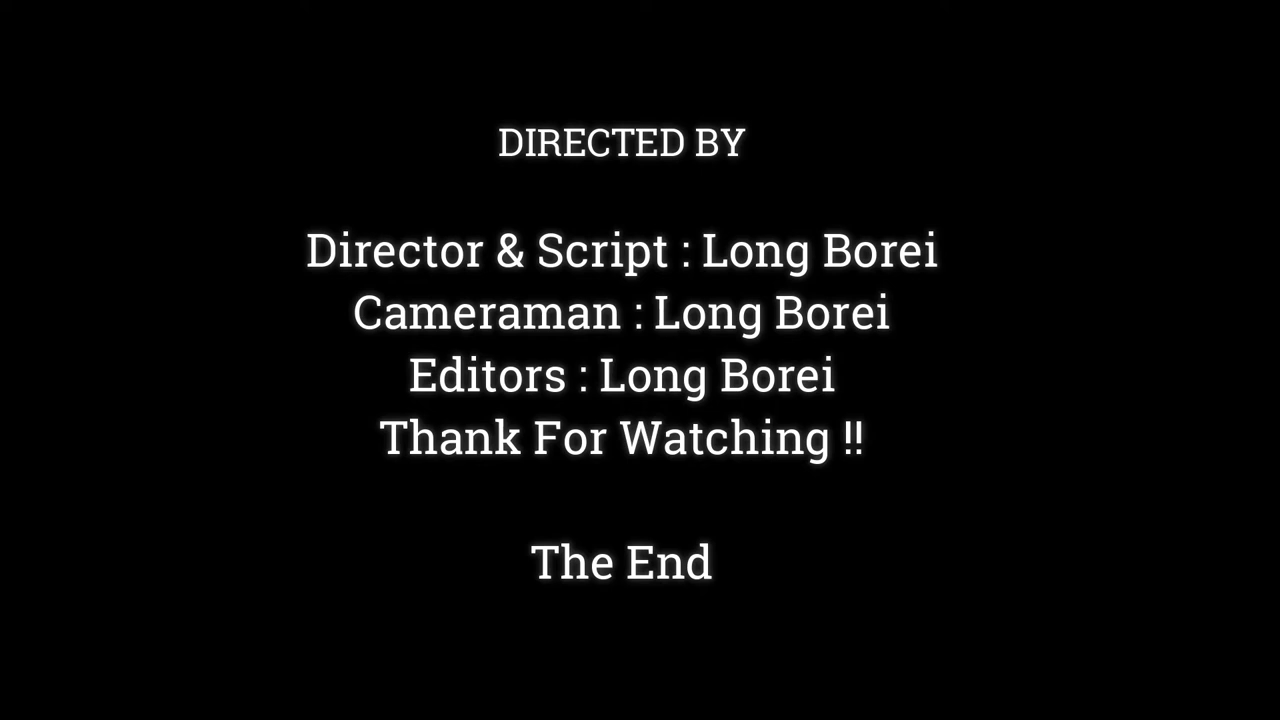 DIRECTED BY
Director & Script : Long Borei
Cameraman : Long Borei
Editors : Long Borei
Thank For Watching !!
The End